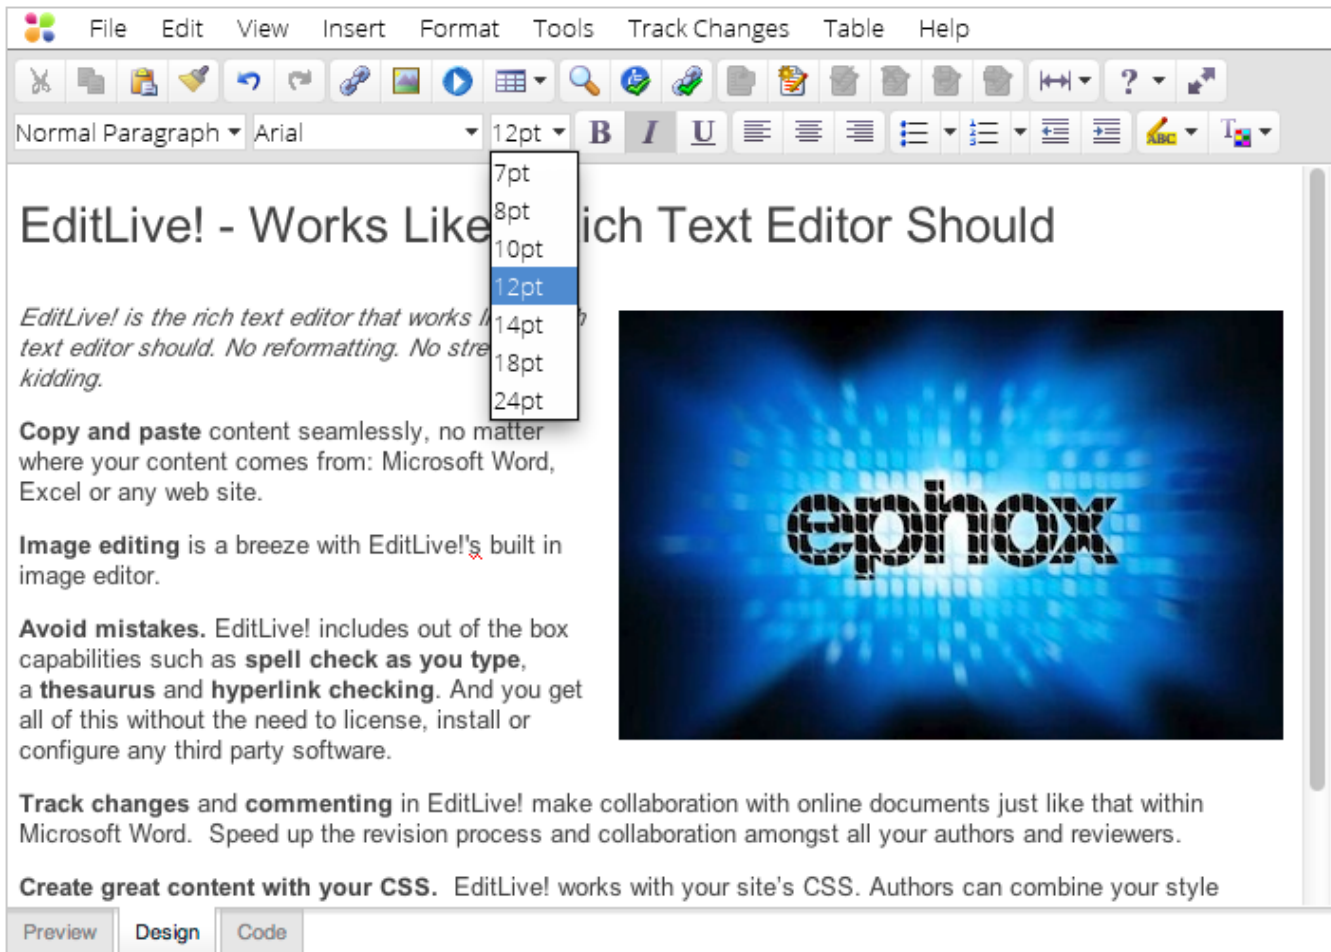 File Edit View Insert Format Tools Track Changes Table Help
? ABC T
Normal Paragraph Arial 12pt B I U
7pt
8pt
10pt
12pt
14pt
18pt
24pt
EditLive! - Works Like ich Text Editor Should
EditLive! is the rich text editor that works
text editor should. No reformatting. No
kidding.
Copy and paste content seamlessly, no matter
where your content comes from: Microsoft Word,
Excel or any web site.
Image editing is a breeze with EditLive!'s built in
image editor.
Avoid mistakes. EditLive! includes out of the box
capabilities such as spell check as you type,
a thesaurus and hyperlink checking. And you get
all of this without the need to license, install or
configure any third party software.
ephox
Track changes and commenting in EditLive! make collaboration with online documents just like that within
Microsoft Word.  Speed up the revision process and collaboration amongst all your authors and reviewers.
Create great content with your CSS.  EditLive! works with your site's CSS. Authors can combine your style
Preview Design Code